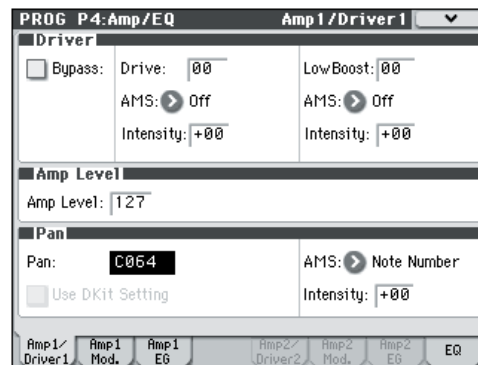 PROG P4:Amp/EQ Amp1/Driver1
Driver
Bypass: Drive: 00 LowBoost: 00
AMS: Off AMS: Off
Intensity: +00 Intensity: +00
Amp Level
Amp Level: 127
Pan
Pan: C064 AMS: Note Number
Use DKit Setting Intensity: +00
Amp1/ Driver1 Amp1 Mod. Amp1 EG Amp2/ Driver2 Amp2 Mod. Amp2 EG EQ